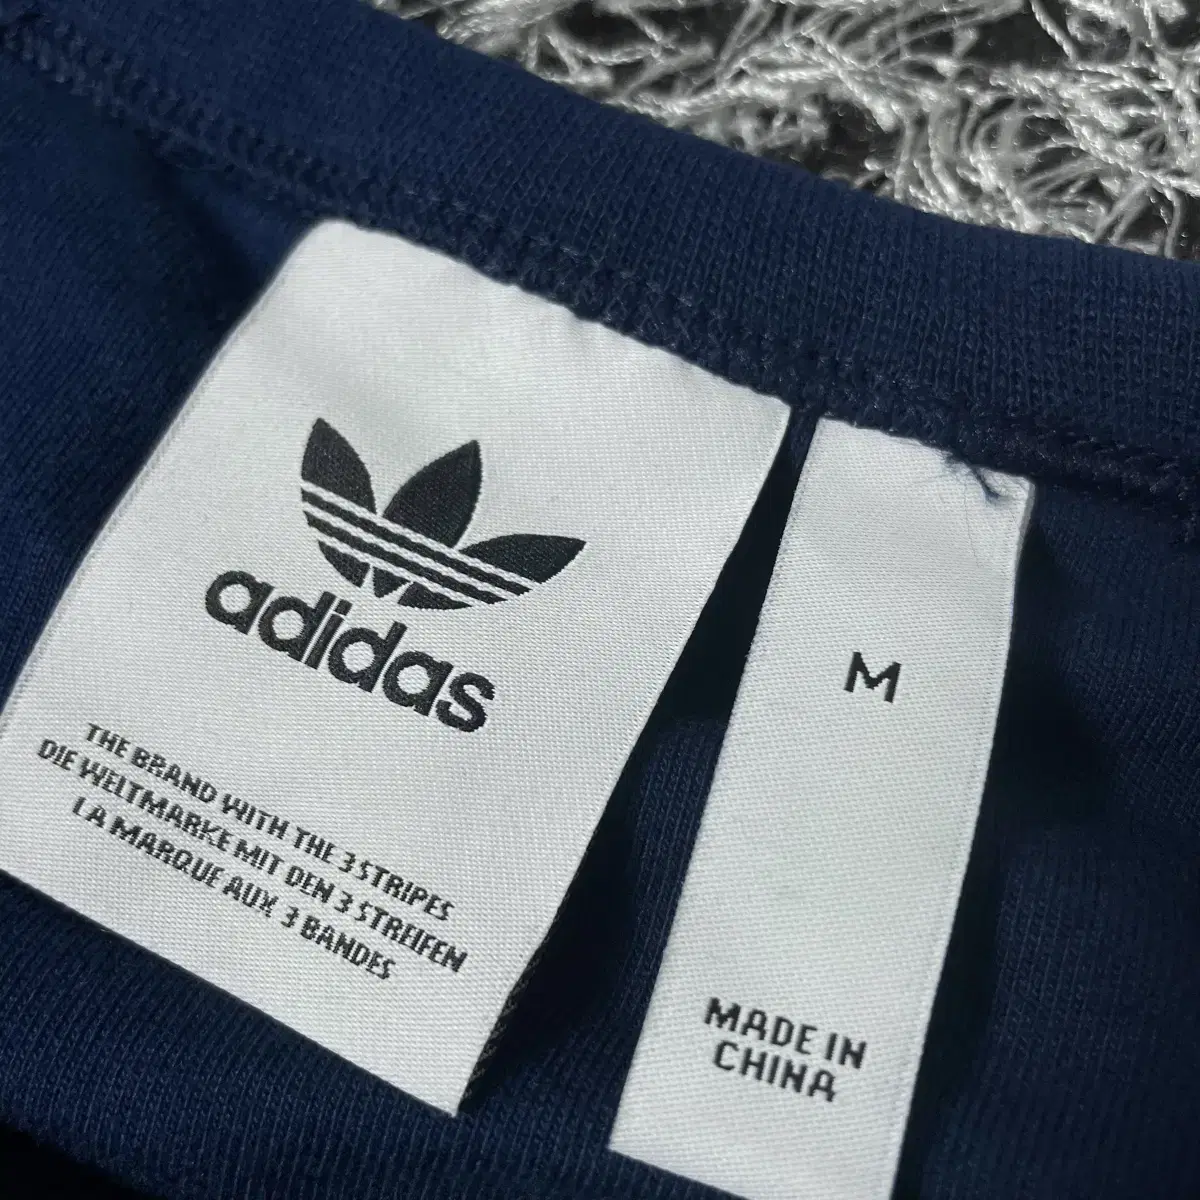 adidas
THE BRAND WITH THE 3 STRIPES
DIE WELTMARKE MIT DEN 3 STREIFEN
LA MARQUE AUX 3 BANDES
M
MADE IN
CHINA